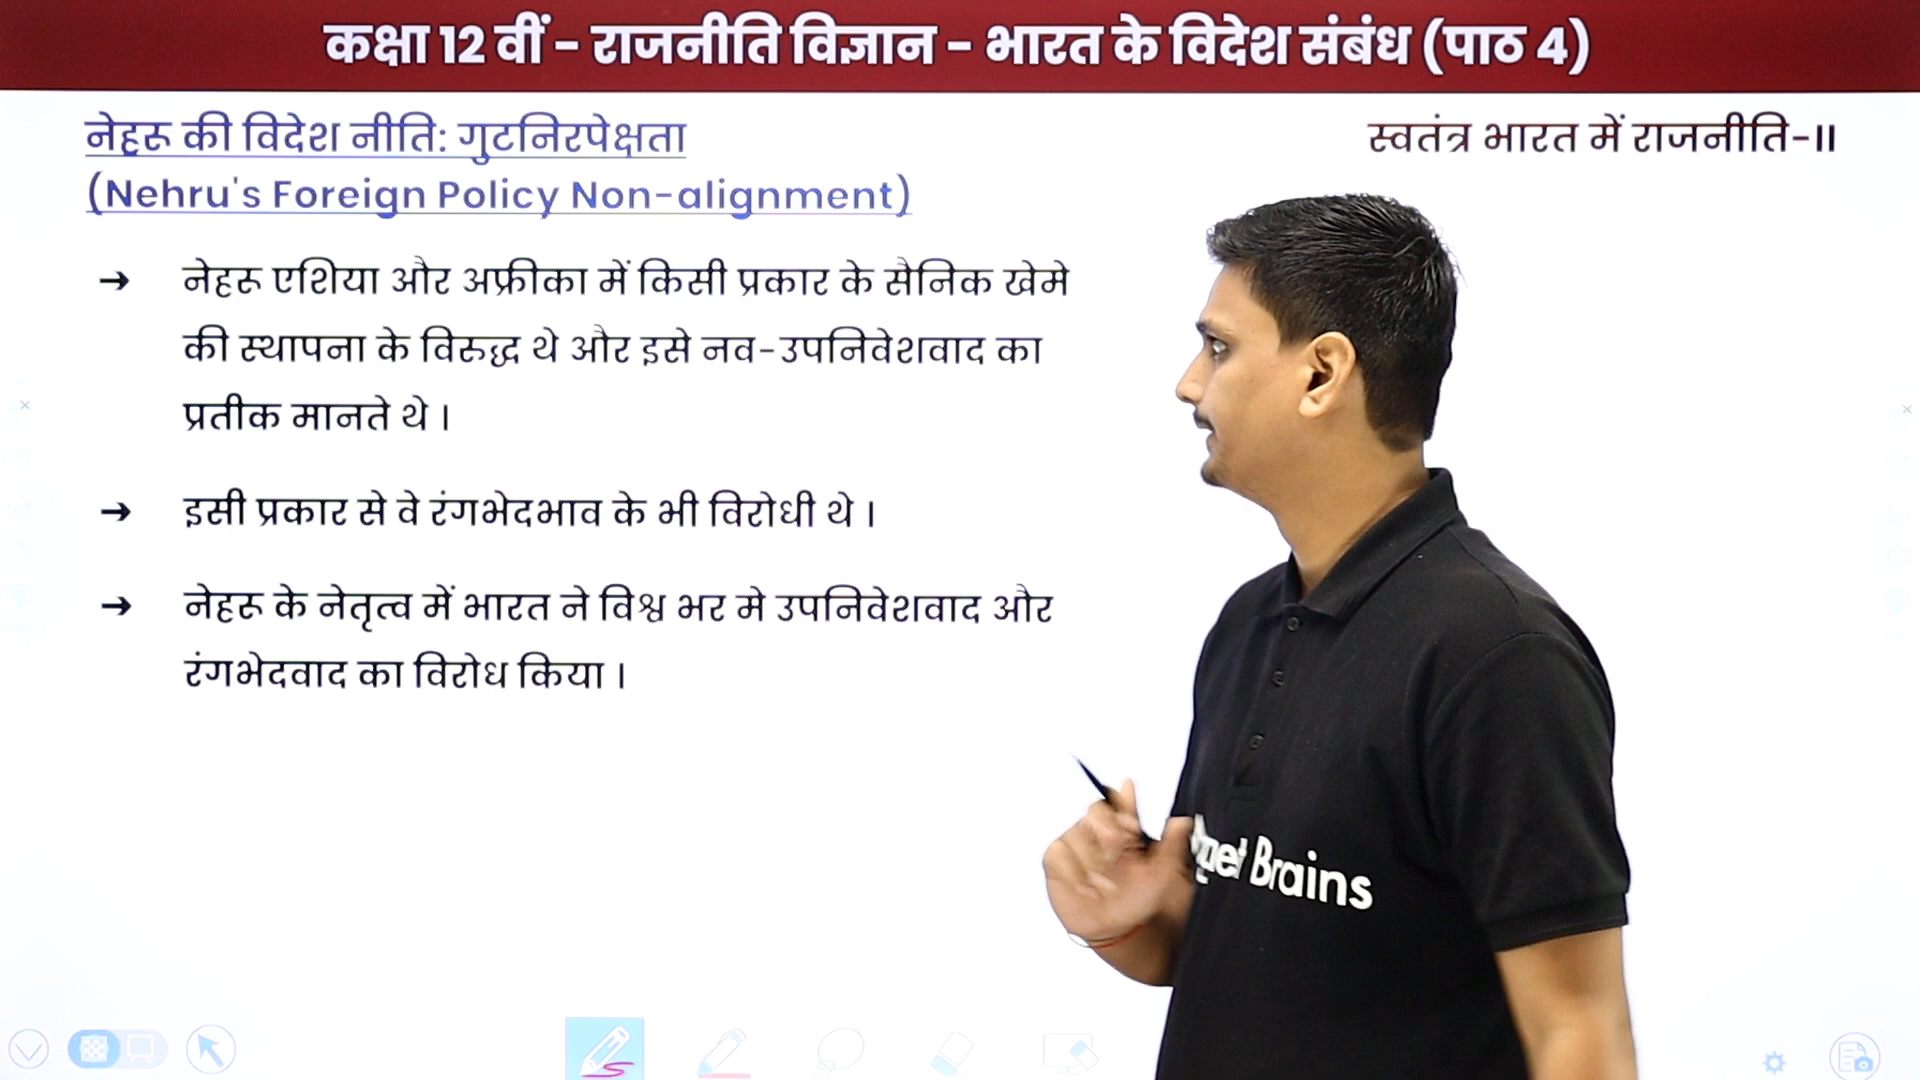 कक्षा 12 वीं - राजनीति विज्ञान - भारत के विदेश संबंध (पाठ 4)
नेहरू की विदेश नीति: गुटनिरपेक्षता
(Nehru's Foreign Policy Non-alignment)
स्वतंत्र भारत में राजनीति-II
→ नेहरू एशिया और अफ्रीका में किसी प्रकार के सैनिक खेमे
की स्थापना के विरुद्ध थे और इसे नव-उपनिवेशवाद का
प्रतीक मानते थे ।
→ इसी प्रकार से वे रंगभेदभाव के भी विरोधी थे ।
→ नेहरू के नेतृत्व में भारत ने विश्व भर मे उपनिवेशवाद और
रंगभेदवाद का विरोध किया ।
Brains